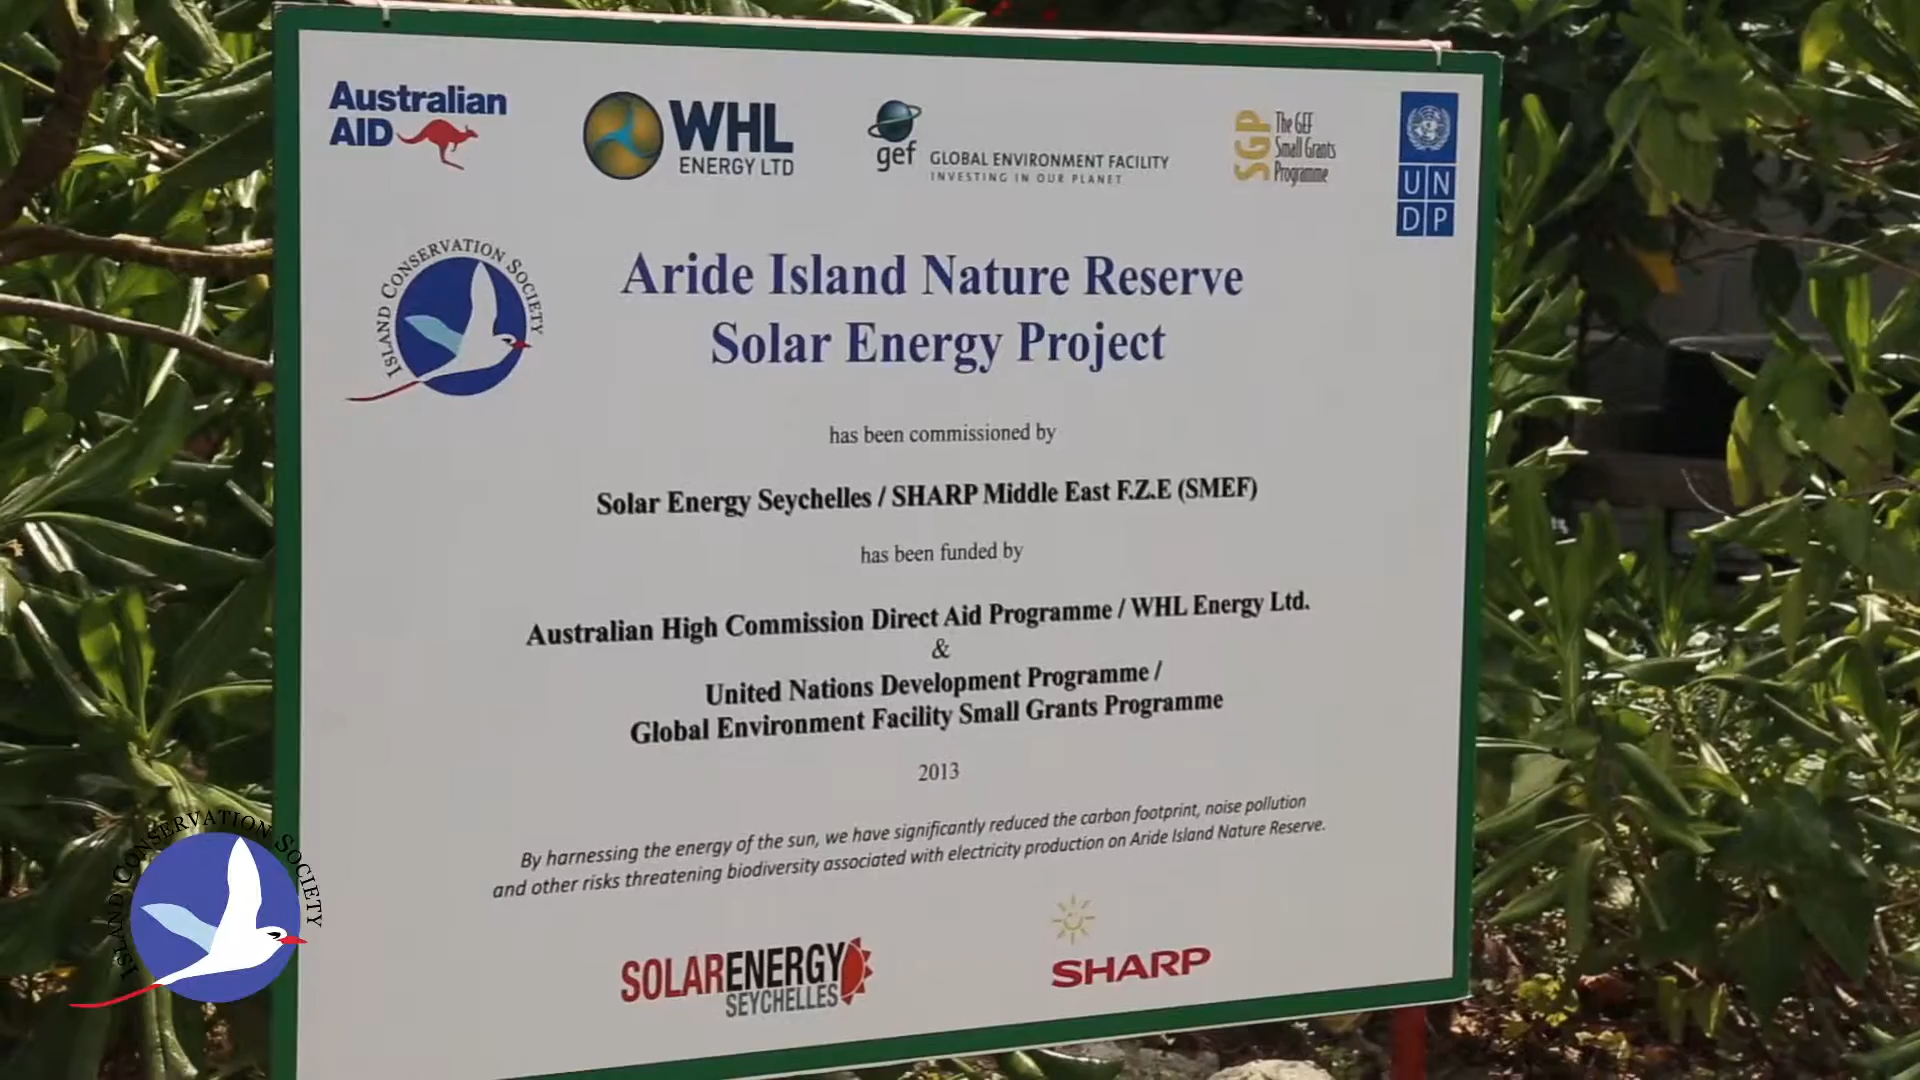 Australian
AID
WHL
ENERGY LTD
gef
GLOBAL ENVIRONMENT FACILITY
INVESTING IN OUR PLANET
SGP
The GEF
Small Grants
Programme
UN
DP
ISLAND CONSERVATION SOCIETY
Aride Island Nature Reserve
Solar Energy Project
has been commissioned by
Solar Energy Seychelles / SHARP Middle East F.Z.E (SMEF)
has been funded by
Australian High Commission Direct Aid Programme / WHL Energy Ltd.
&
United Nations Development Programme /
Global Environment Facility Small Grants Programme
2013
By harnessing the energy of the sun, we have significantly reduced the carbon footprint, noise pollution
and other risks threatening biodiversity associated with electricity production on Aride Island Nature Reserve.
SOLARENERGY
SEYCHELLES
SHARP
ISLAND CONSERVATION SOCIETY